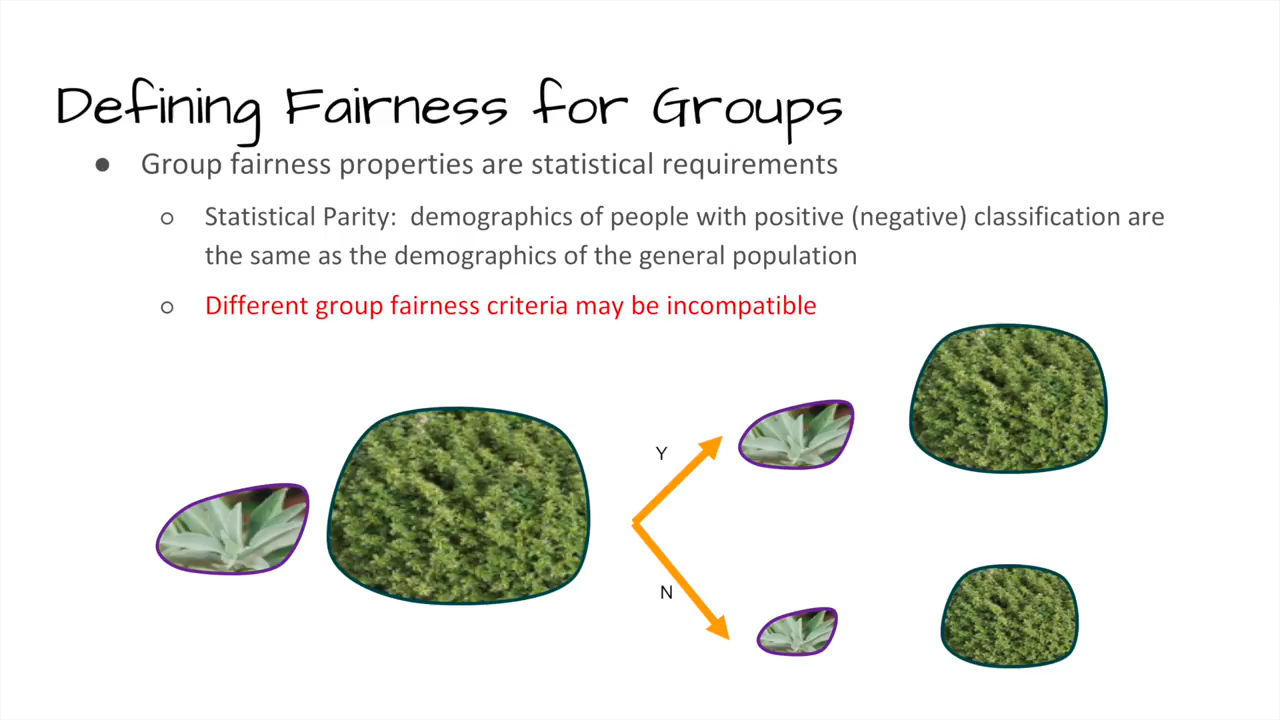 Defining Fairness for Groups
● Group fairness properties are statistical requirements
○ Statistical Parity: demographics of people with positive (negative) classification are
the same as the demographics of the general population
○ Different group fairness criteria may be incompatible
Y
N